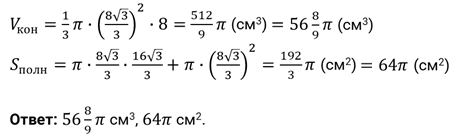 V_кон = 1/3 π · (8√3/3)² · 8 = 512/9 π (см³) = 56 8/9 π (см³)
S_полн = π · 8√3/3 · 16√3/3 + π · (8√3/3)² = 192/3 π (см²) = 64π (см²)
Ответ: 56 8/9 π см³, 64π см².